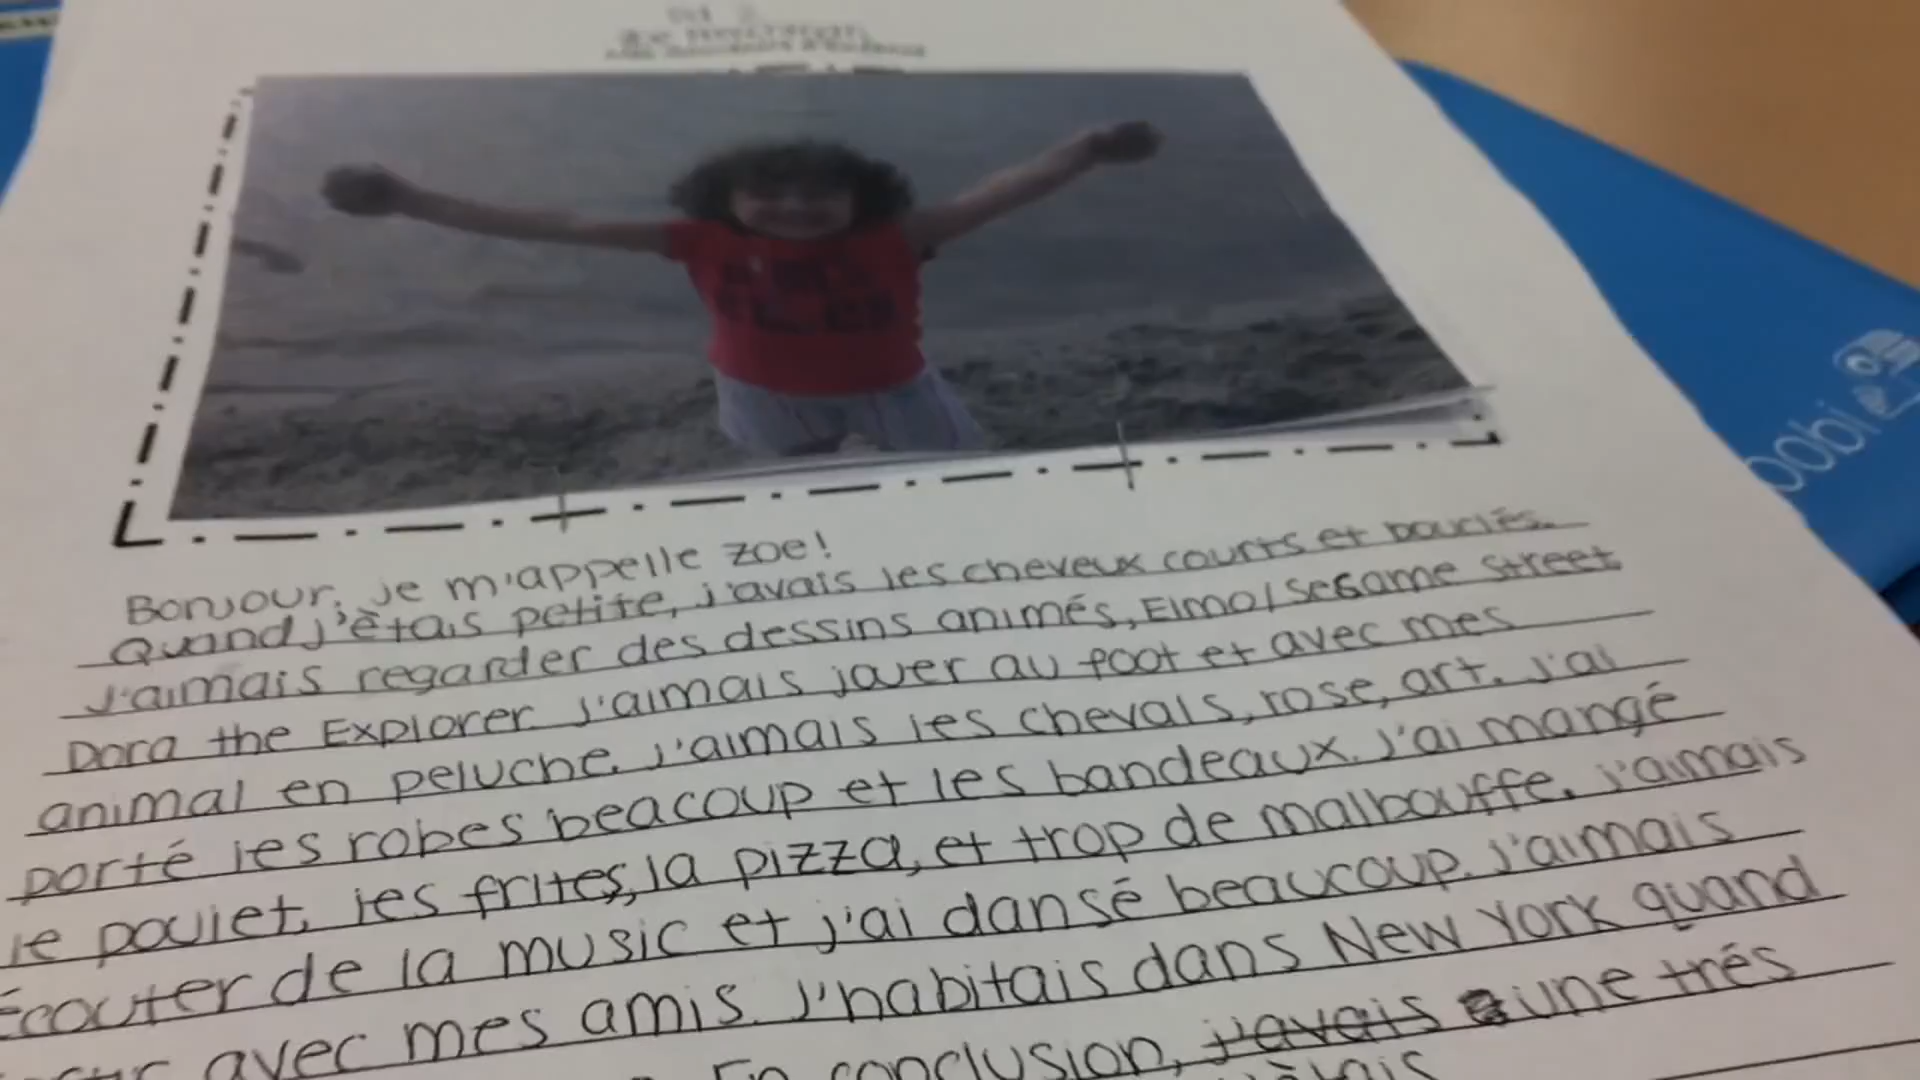 Bonjour, je m'appelle zoe!
Quand j'ètais petite, j'avais les cheveux courts et bouclés.
J'aimais regarder des dessins animés, Elmo/Sesame Street
Dora the Explorer. J'aimais jouer au foot et avec mes
animal en peluche. J'aimais les chevals, rose, art. J'ai
porté les robes beacoup et les bandeaux. J'ai mangé
le poulet, les frites, la pizza, et trop de malbouffe. J'aimais
écouter de la music et j'ai dansé beaucoup. J'aimais
avec mes amis. J'habitais dans New York quand
En conclusion, j'avais une trés